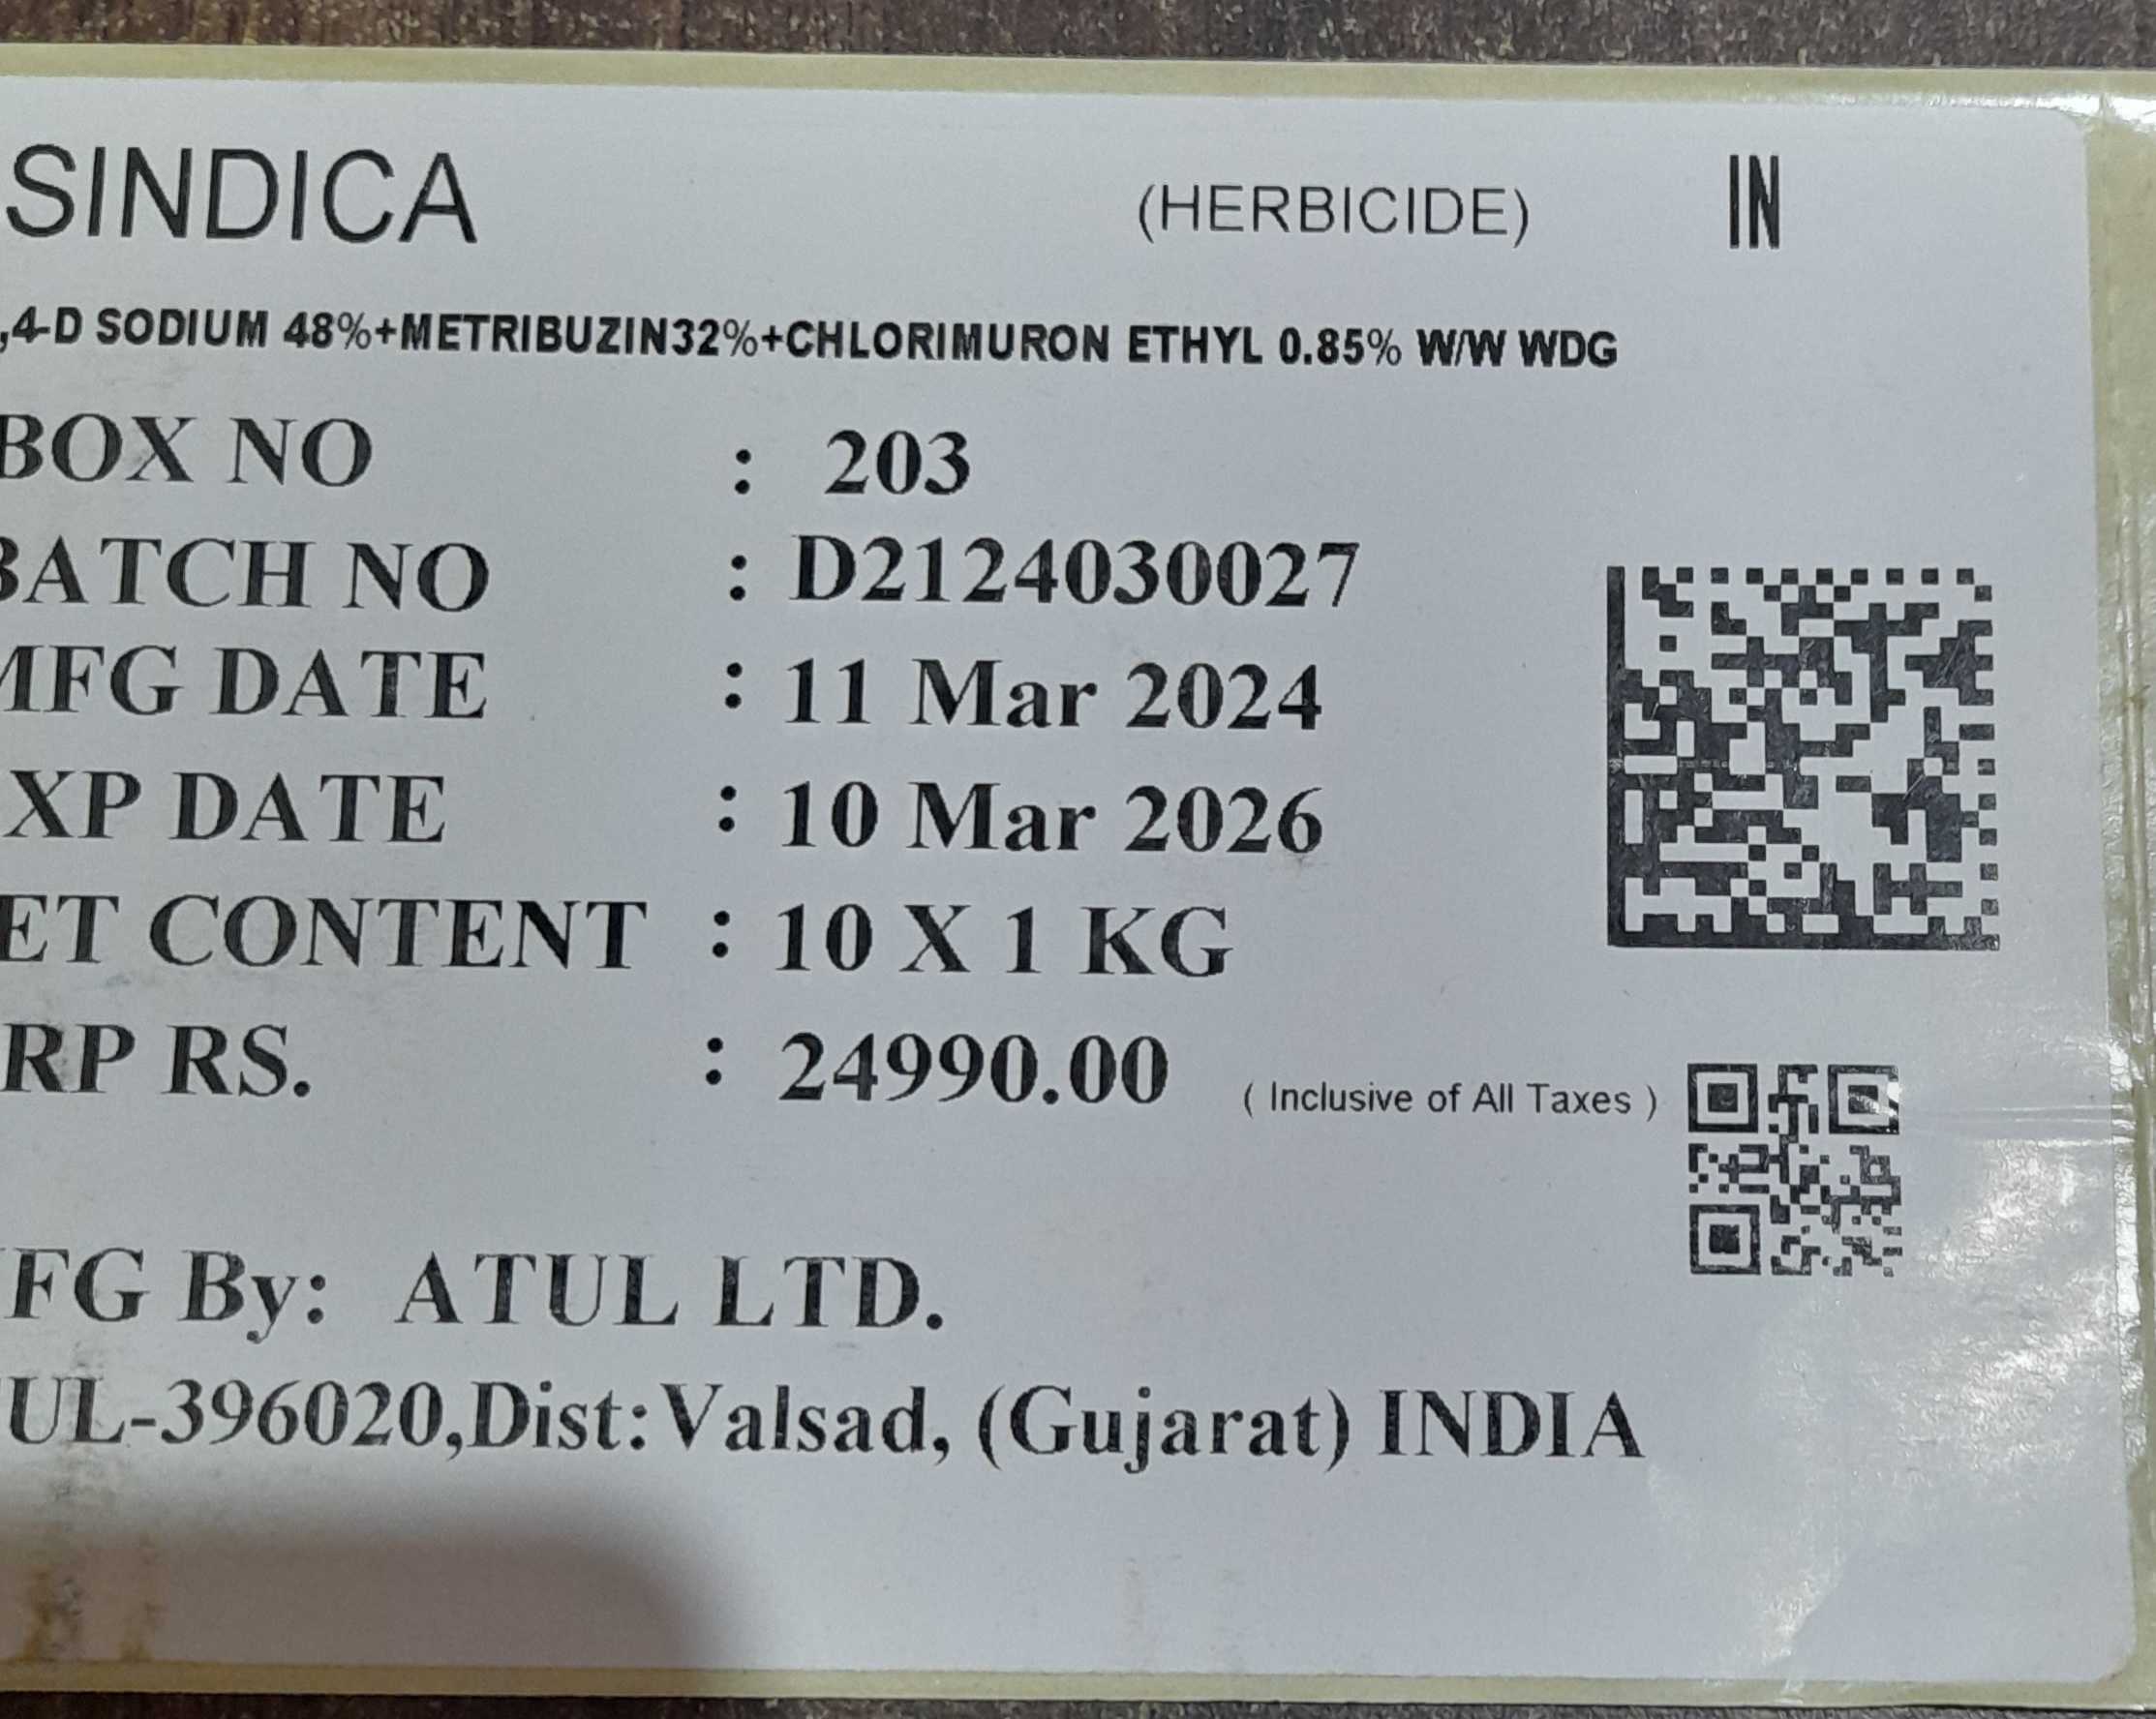 SINDICA (HERBICIDE) IN
,4-D SODIUM 48%+METRIBUZIN32%+CHLORIMURON ETHYL 0.85% W/W WDG
BOX NO : 203
BATCH NO : D2124030027
MFG DATE : 11 Mar 2024
XP DATE : 10 Mar 2026
ET CONTENT : 10 X 1 KG
RP RS. : 24990.00 ( Inclusive of All Taxes )
FG By: ATUL LTD.
UL-396020,Dist:Valsad, (Gujarat) INDIA